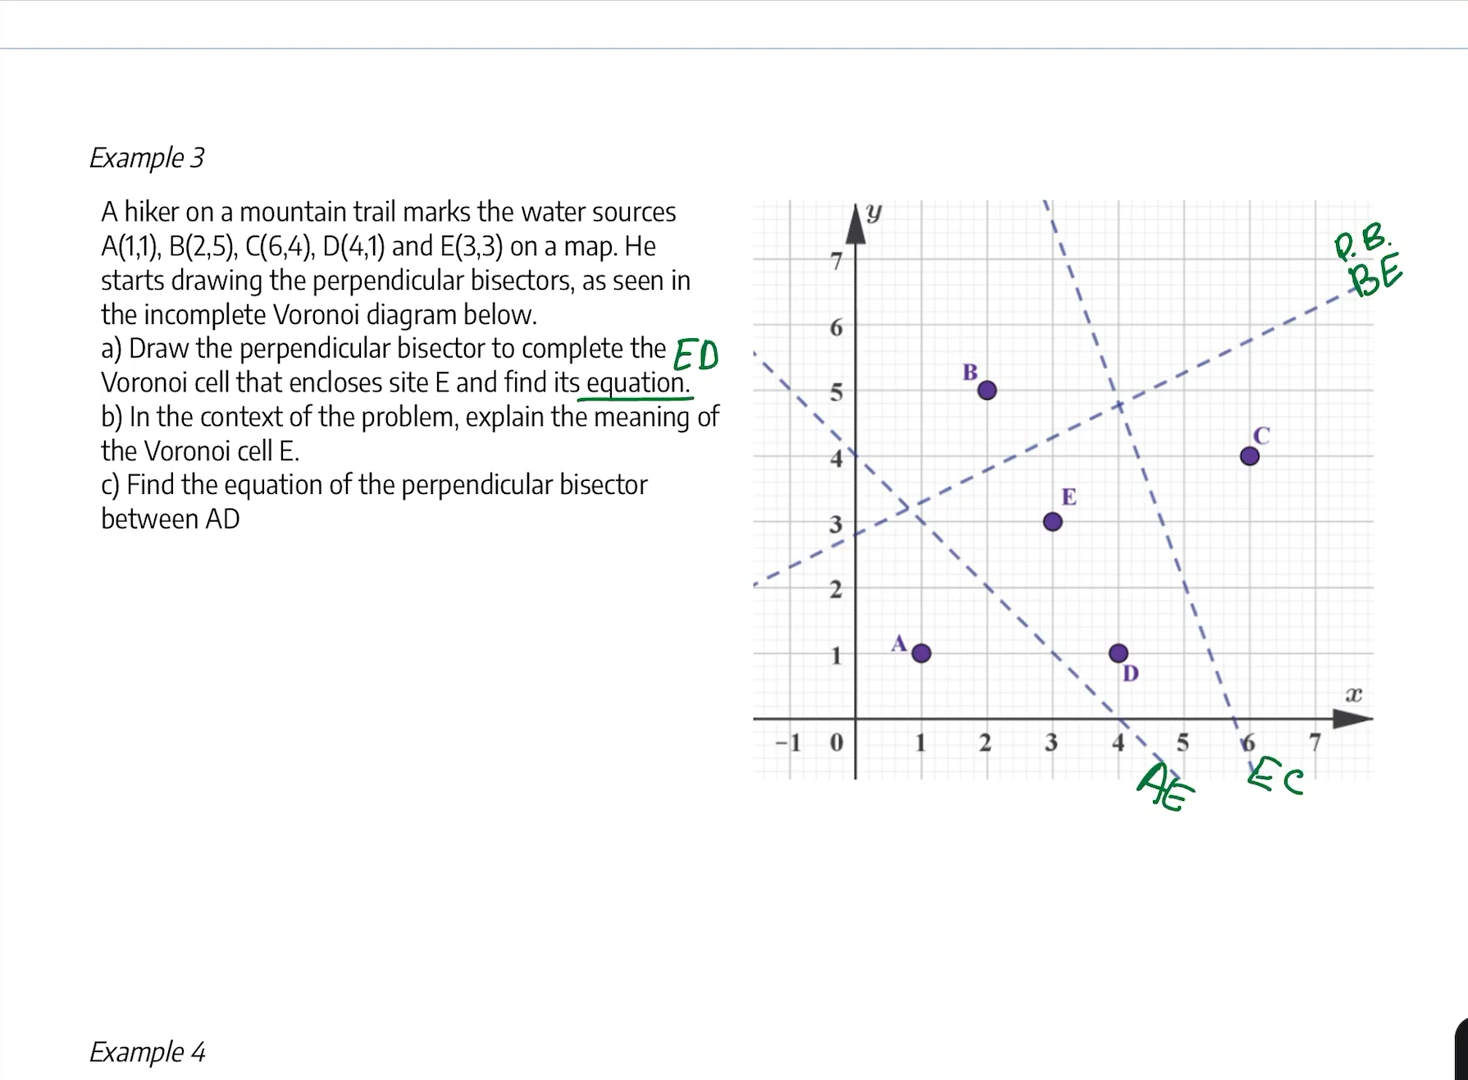 Example 3
A hiker on a mountain trail marks the water sources
A(1,1), B(2,5), C(6,4), D(4,1) and E(3,3) on a map. He
starts drawing the perpendicular bisectors, as seen in
the incomplete Voronoi diagram below.
a) Draw the perpendicular bisector to complete the ED
Voronoi cell that encloses site E and find its equation.
b) In the context of the problem, explain the meaning of
the Voronoi cell E.
c) Find the equation of the perpendicular bisector
between AD
y
P.B.
BE
7
6
B
5
C
4
E
3
2
A
1
D
x
−1 0 1 2 3 4 5 6 7
AE EC
Example 4